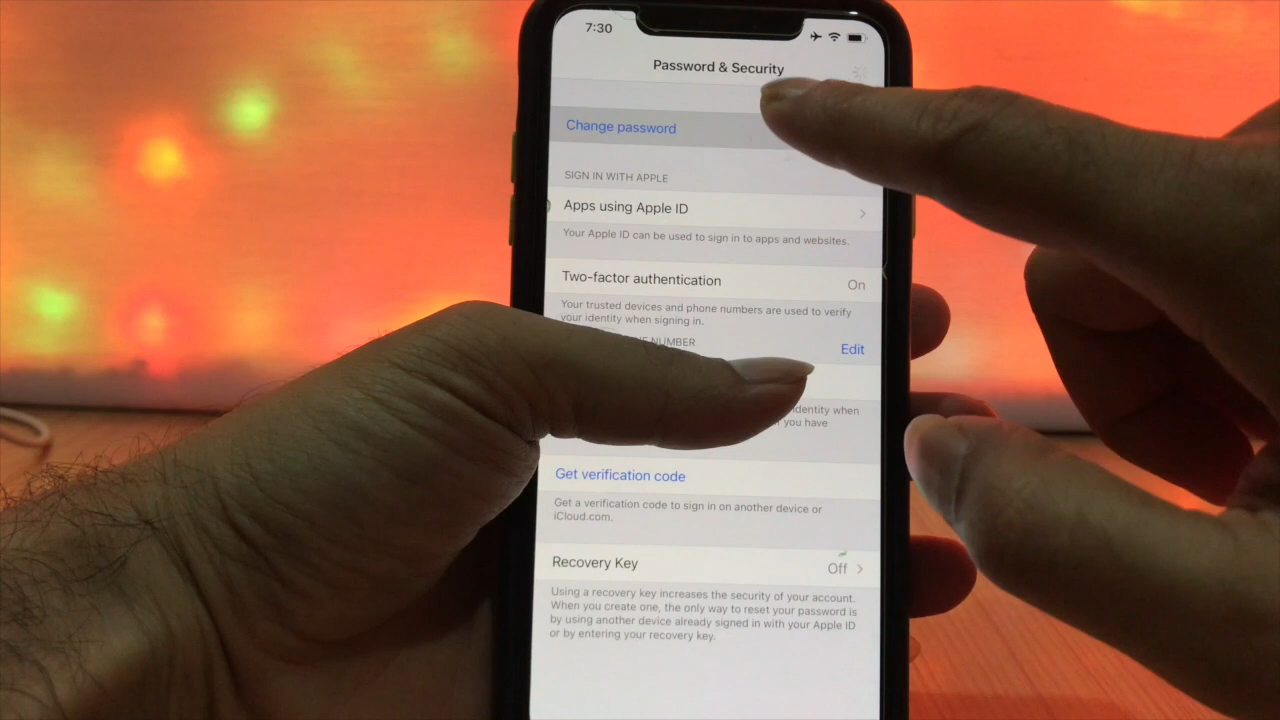 7:30
Password & Security
Change password
SIGN IN WITH APPLE
Apps using Apple ID
Your Apple ID can be used to sign in to apps and websites.
Two-factor authentication On
Your trusted devices and phone numbers are used to verify
your identity when signing in.
NUMBER Edit
identity when
you have
Get verification code
Get a verification code to sign in on another device or
iCloud.com.
Recovery Key Off
Using a recovery key increases the security of your account.
When you create one, the only way to reset your password is
by using another device already signed in with your Apple ID
or by entering your recovery key.